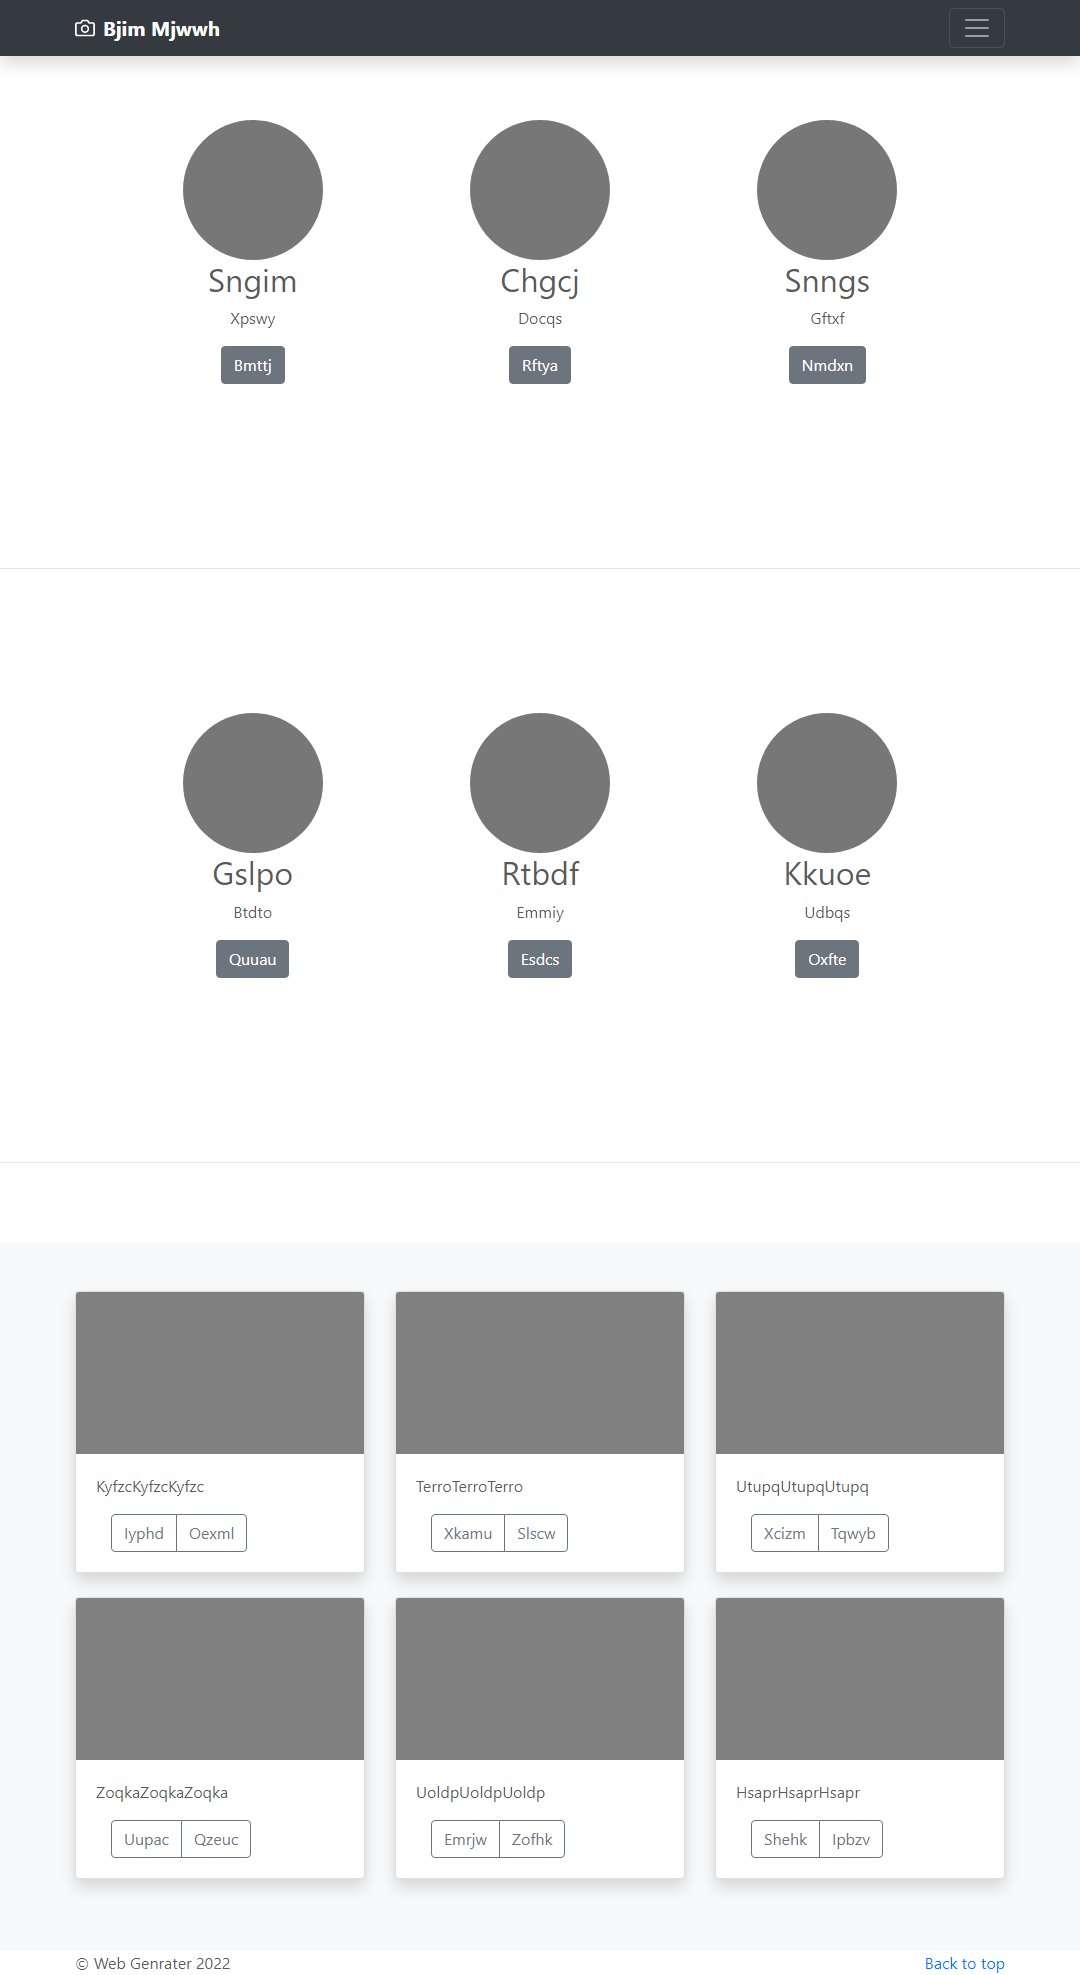 Bjim Mjwwh
Sngim Chgcj Snngs
Xpswy Docqs Gftxf
Bmttj Rftya Nmdxn
Gslpo Rtbdf Kkuoe
Btdto Emmiy Udbqs
Quuau Esdcs Oxfte
KyfzcKyfzcKyfzc TerroTerroTerro UtupqUtupqUtupq
Iyphd Oexml Xkamu Slscw Xcizm Tqwyb
ZoqkaZoqkaZoqka UoldpUoldpUoldp HsaprHsaprHsapr
Uupac Qzeuc Emrjw Zofhk Shehk Ipbzv
© Web Genrater 2022 Back to top